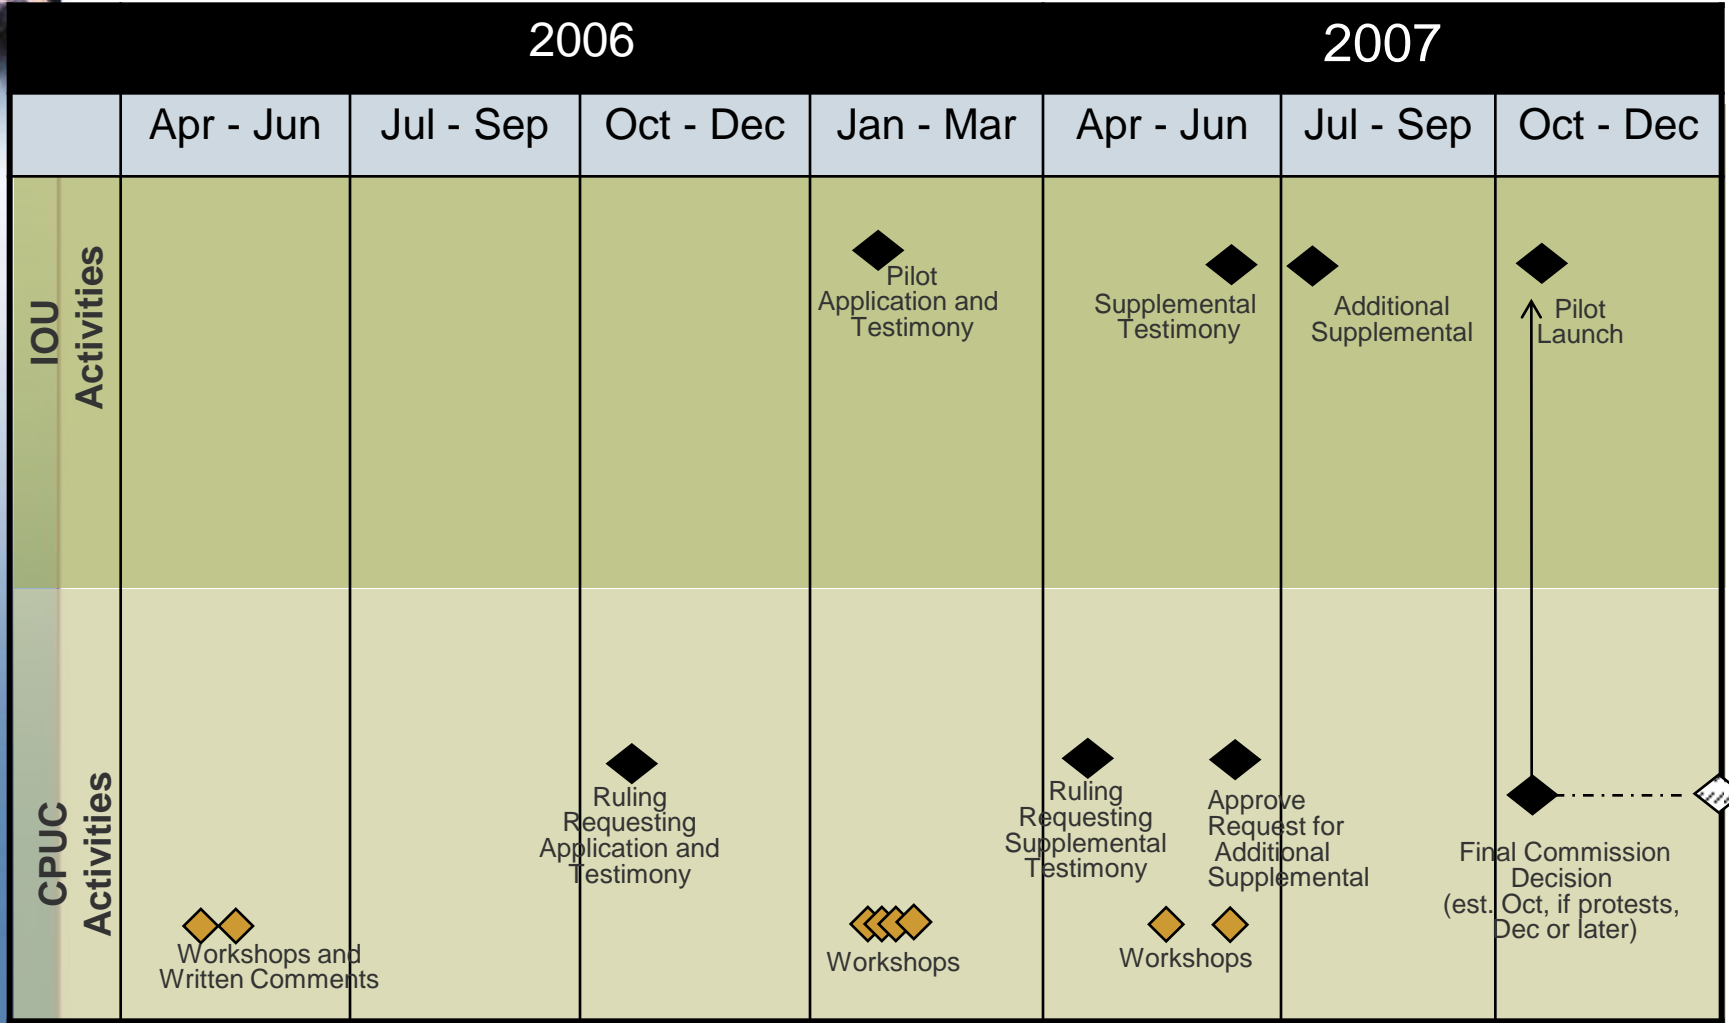 2006
2007
Apr - Jun
Jul - Sep
Oct - Dec
Jan - Mar
Apr - Jun
Jul - Sep
Oct - Dec
IOU
Activities
Pilot
Application and
Testimony
Supplemental
Testimony
Additional
Supplemental
Pilot
Launch
CPUC
Activities
Ruling
Requesting
Application and
Testimony
Ruling
Requesting
Supplemental
Testimony
Approve
Request for
Additional
Supplemental
Final Commission
Decision
(est. Oct, if protests,
Dec or later)
Workshops and
Written Comments
Workshops
Workshops